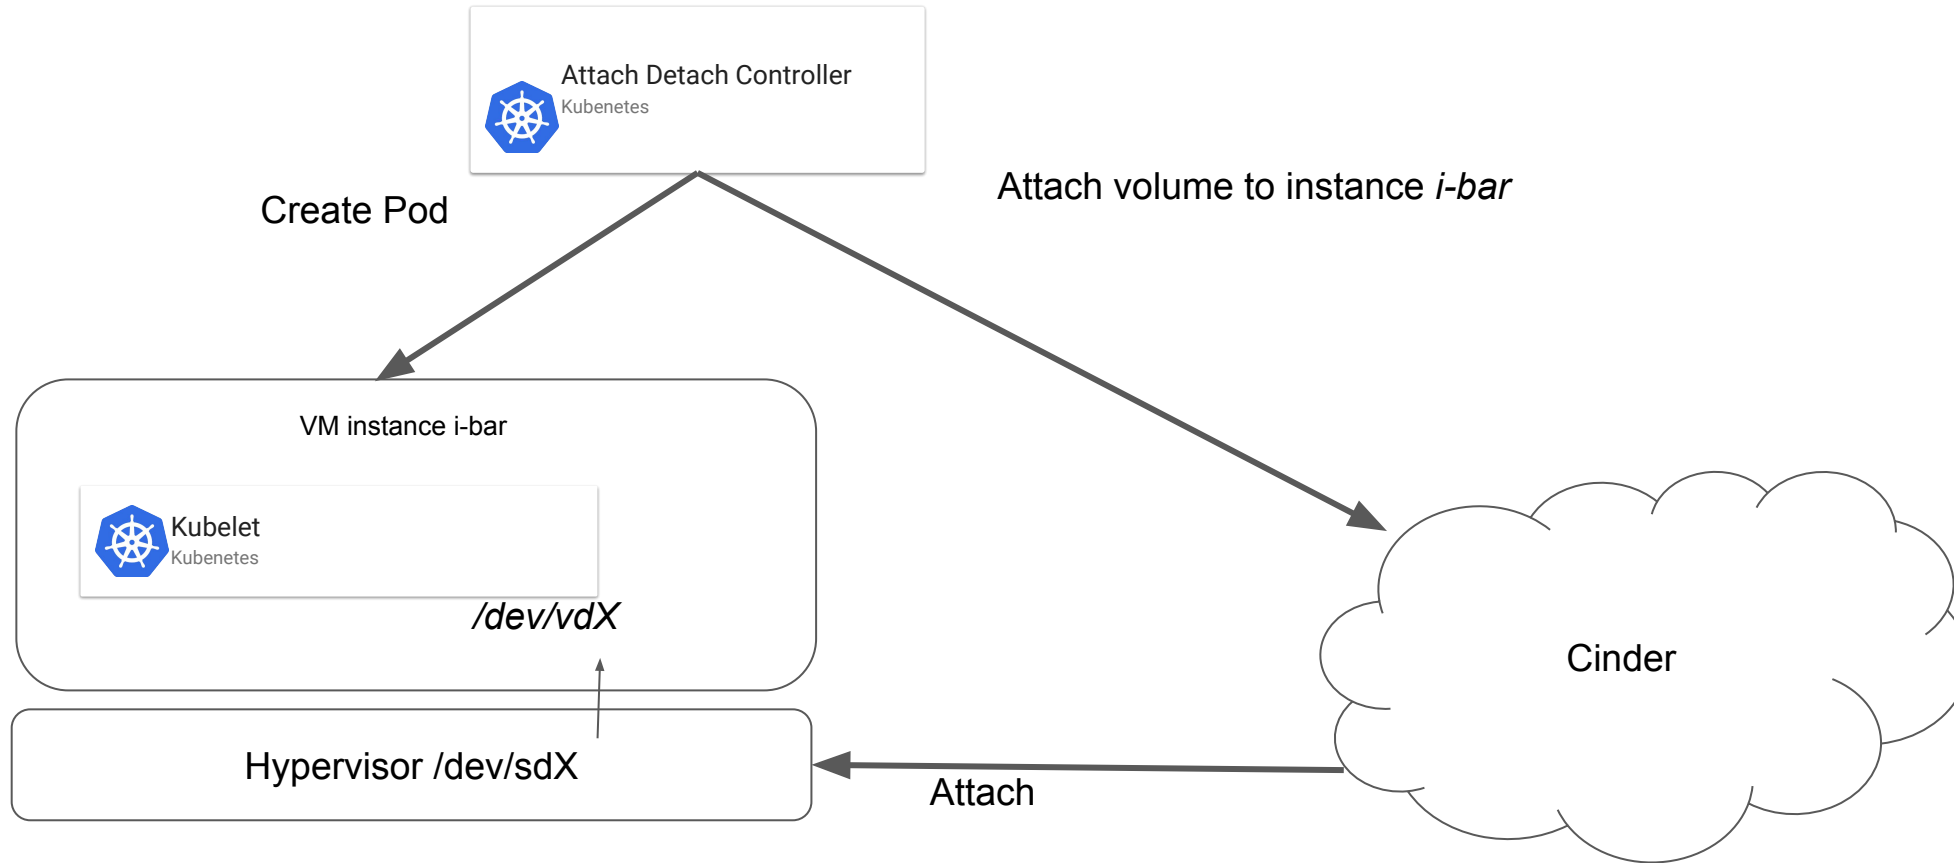 Attach Detach Controller
Kubenetes
Create Pod
Attach volume to instance i-bar
VM instance i-bar
Kubelet
Kubenetes
/dev/vdX
Cinder
Hypervisor /dev/sdX
Attach